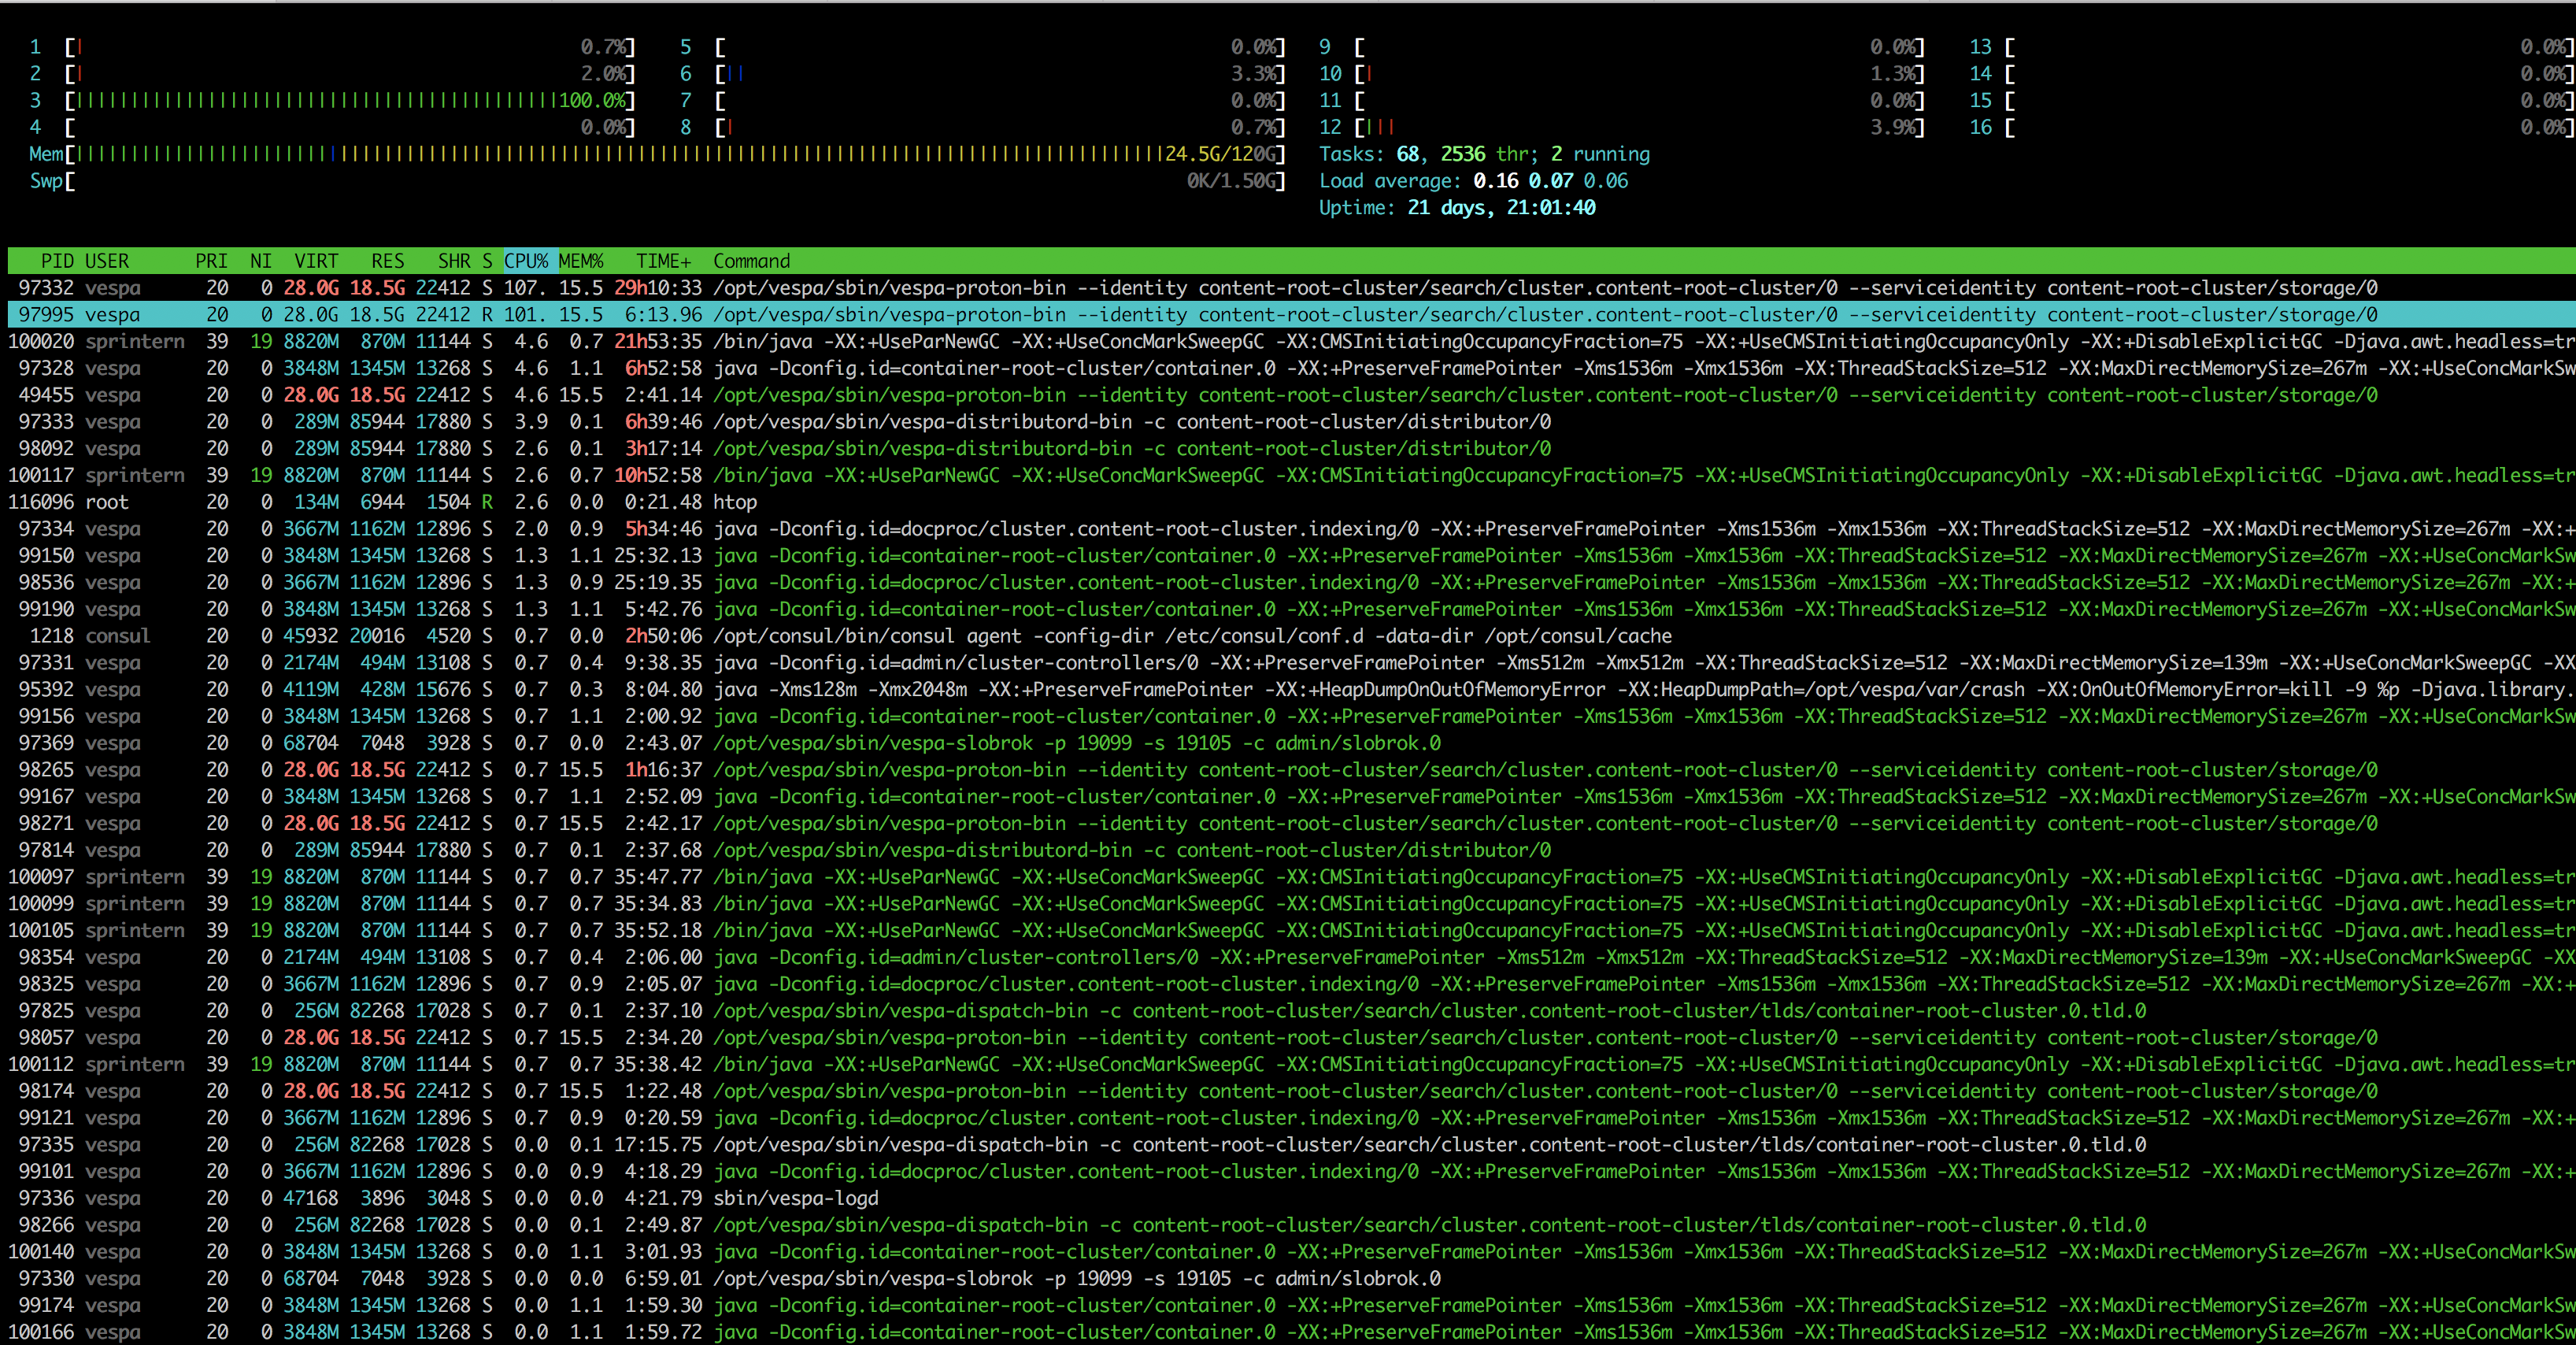 1 [| 0.7%] 5 [ 0.0%] 9 [ 0.0%] 13 [ 0.0%]
2 [| 2.0%] 6 [|| 3.3%] 10 [| 1.3%] 14 [ 0.0%]
3 [||||||||||||||||||||||||||||||||||||||||||||100.0%] 7 [ 0.0%] 11 [ 0.0%] 15 [ 0.0%]
4 [ 0.0%] 8 [| 0.7%] 12 [||| 3.9%] 16 [ 0.0%]
Mem[||||||||||||||||||||||||||||||||||||||||||||||||||||||||||||||||||||||||||||||||||||||||||||||||||24.5G/120G] Tasks: 68, 2536 thr; 2 running
Swp[ 0K/1.50G] Load average: 0.16 0.07 0.06
Uptime: 21 days, 21:01:40
PID USER PRI NI VIRT RES SHR S CPU% MEM% TIME+ Command
97332 vespa 20 0 28.0G 18.5G 22412 S 107. 15.5 29h10:33 /opt/vespa/sbin/vespa-proton-bin --identity content-root-cluster/search/cluster.content-root-cluster/0 --serviceidentity content-root-cluster/storage/0
97995 vespa 20 0 28.0G 18.5G 22412 R 101. 15.5 6:13.96 /opt/vespa/sbin/vespa-proton-bin --identity content-root-cluster/search/cluster.content-root-cluster/0 --serviceidentity content-root-cluster/storage/0
100020 sprintern 39 19 8820M 870M 11144 S 4.6 0.7 21h53:35 /bin/java -XX:+UseParNewGC -XX:+UseConcMarkSweepGC -XX:CMSInitiatingOccupancyFraction=75 -XX:+UseCMSInitiatingOccupancyOnly -XX:+DisableExplicitGC -Djava.awt.headless=tr
97328 vespa 20 0 3848M 1345M 13268 S 4.6 1.1 6h52:58 java -Dconfig.id=container-root-cluster/container.0 -XX:+PreserveFramePointer -Xms1536m -Xmx1536m -XX:ThreadStackSize=512 -XX:MaxDirectMemorySize=267m -XX:+UseConcMarkSw
49455 vespa 20 0 28.0G 18.5G 22412 S 4.6 15.5 2:41.14 /opt/vespa/sbin/vespa-proton-bin --identity content-root-cluster/search/cluster.content-root-cluster/0 --serviceidentity content-root-cluster/storage/0
97333 vespa 20 0 289M 85944 17880 S 3.9 0.1 6h39:46 /opt/vespa/sbin/vespa-distributord-bin -c content-root-cluster/distributor/0
98092 vespa 20 0 289M 85944 17880 S 2.6 0.1 3h17:14 /opt/vespa/sbin/vespa-distributord-bin -c content-root-cluster/distributor/0
100117 sprintern 39 19 8820M 870M 11144 S 2.6 0.7 10h52:58 /bin/java -XX:+UseParNewGC -XX:+UseConcMarkSweepGC -XX:CMSInitiatingOccupancyFraction=75 -XX:+UseCMSInitiatingOccupancyOnly -XX:+DisableExplicitGC -Djava.awt.headless=tr
116096 root 20 0 134M 6944 1504 R 2.6 0.0 0:21.48 htop
97334 vespa 20 0 3667M 1162M 12896 S 2.0 0.9 5h34:46 java -Dconfig.id=docproc/cluster.content-root-cluster.indexing/0 -XX:+PreserveFramePointer -Xms1536m -Xmx1536m -XX:ThreadStackSize=512 -XX:MaxDirectMemorySize=267m -XX:+
99150 vespa 20 0 3848M 1345M 13268 S 1.3 1.1 25:32.13 java -Dconfig.id=container-root-cluster/container.0 -XX:+PreserveFramePointer -Xms1536m -Xmx1536m -XX:ThreadStackSize=512 -XX:MaxDirectMemorySize=267m -XX:+UseConcMarkSw
98536 vespa 20 0 3667M 1162M 12896 S 1.3 0.9 25:19.35 java -Dconfig.id=docproc/cluster.content-root-cluster.indexing/0 -XX:+PreserveFramePointer -Xms1536m -Xmx1536m -XX:ThreadStackSize=512 -XX:MaxDirectMemorySize=267m -XX:+
99190 vespa 20 0 3848M 1345M 13268 S 1.3 1.1 5:42.76 java -Dconfig.id=container-root-cluster/container.0 -XX:+PreserveFramePointer -Xms1536m -Xmx1536m -XX:ThreadStackSize=512 -XX:MaxDirectMemorySize=267m -XX:+UseConcMarkSw
1218 consul 20 0 45932 20016 4520 S 0.7 0.0 2h50:06 /opt/consul/bin/consul agent -config-dir /etc/consul/conf.d -data-dir /opt/consul/cache
97331 vespa 20 0 2174M 494M 13108 S 0.7 0.4 9:38.35 java -Dconfig.id=admin/cluster-controllers/0 -XX:+PreserveFramePointer -Xms512m -Xmx512m -XX:ThreadStackSize=512 -XX:MaxDirectMemorySize=139m -XX:+UseConcMarkSweepGC -XX
95392 vespa 20 0 4119M 428M 15676 S 0.7 0.3 8:04.80 java -Xms128m -Xmx2048m -XX:+PreserveFramePointer -XX:+HeapDumpOnOutOfMemoryError -XX:HeapDumpPath=/opt/vespa/var/crash -XX:OnOutOfMemoryError=kill -9 %p -Djava.library.
99156 vespa 20 0 3848M 1345M 13268 S 0.7 1.1 2:00.92 java -Dconfig.id=container-root-cluster/container.0 -XX:+PreserveFramePointer -Xms1536m -Xmx1536m -XX:ThreadStackSize=512 -XX:MaxDirectMemorySize=267m -XX:+UseConcMarkSw
97369 vespa 20 0 68704 7048 3928 S 0.7 0.0 2:43.07 /opt/vespa/sbin/vespa-slobrok -p 19099 -s 19105 -c admin/slobrok.0
98265 vespa 20 0 28.0G 18.5G 22412 S 0.7 15.5 1h16:37 /opt/vespa/sbin/vespa-proton-bin --identity content-root-cluster/search/cluster.content-root-cluster/0 --serviceidentity content-root-cluster/storage/0
99167 vespa 20 0 3848M 1345M 13268 S 0.7 1.1 2:52.09 java -Dconfig.id=container-root-cluster/container.0 -XX:+PreserveFramePointer -Xms1536m -Xmx1536m -XX:ThreadStackSize=512 -XX:MaxDirectMemorySize=267m -XX:+UseConcMarkSw
98271 vespa 20 0 28.0G 18.5G 22412 S 0.7 15.5 2:42.17 /opt/vespa/sbin/vespa-proton-bin --identity content-root-cluster/search/cluster.content-root-cluster/0 --serviceidentity content-root-cluster/storage/0
97814 vespa 20 0 289M 85944 17880 S 0.7 0.1 2:37.68 /opt/vespa/sbin/vespa-distributord-bin -c content-root-cluster/distributor/0
100097 sprintern 39 19 8820M 870M 11144 S 0.7 0.7 35:47.77 /bin/java -XX:+UseParNewGC -XX:+UseConcMarkSweepGC -XX:CMSInitiatingOccupancyFraction=75 -XX:+UseCMSInitiatingOccupancyOnly -XX:+DisableExplicitGC -Djava.awt.headless=tr
100099 sprintern 39 19 8820M 870M 11144 S 0.7 0.7 35:34.83 /bin/java -XX:+UseParNewGC -XX:+UseConcMarkSweepGC -XX:CMSInitiatingOccupancyFraction=75 -XX:+UseCMSInitiatingOccupancyOnly -XX:+DisableExplicitGC -Djava.awt.headless=tr
100105 sprintern 39 19 8820M 870M 11144 S 0.7 0.7 35:52.18 /bin/java -XX:+UseParNewGC -XX:+UseConcMarkSweepGC -XX:CMSInitiatingOccupancyFraction=75 -XX:+UseCMSInitiatingOccupancyOnly -XX:+DisableExplicitGC -Djava.awt.headless=tr
98354 vespa 20 0 2174M 494M 13108 S 0.7 0.4 2:06.00 java -Dconfig.id=admin/cluster-controllers/0 -XX:+PreserveFramePointer -Xms512m -Xmx512m -XX:ThreadStackSize=512 -XX:MaxDirectMemorySize=139m -XX:+UseConcMarkSweepGC -XX
98325 vespa 20 0 3667M 1162M 12896 S 0.7 0.9 2:05.07 java -Dconfig.id=docproc/cluster.content-root-cluster.indexing/0 -XX:+PreserveFramePointer -Xms1536m -Xmx1536m -XX:ThreadStackSize=512 -XX:MaxDirectMemorySize=267m -XX:+
97825 vespa 20 0 256M 82268 17028 S 0.7 0.1 2:37.10 /opt/vespa/sbin/vespa-dispatch-bin -c content-root-cluster/search/cluster.content-root-cluster/tlds/container-root-cluster.0.tld.0
98057 vespa 20 0 28.0G 18.5G 22412 S 0.7 15.5 2:34.20 /opt/vespa/sbin/vespa-proton-bin --identity content-root-cluster/search/cluster.content-root-cluster/0 --serviceidentity content-root-cluster/storage/0
100112 sprintern 39 19 8820M 870M 11144 S 0.7 0.7 35:38.42 /bin/java -XX:+UseParNewGC -XX:+UseConcMarkSweepGC -XX:CMSInitiatingOccupancyFraction=75 -XX:+UseCMSInitiatingOccupancyOnly -XX:+DisableExplicitGC -Djava.awt.headless=tr
98174 vespa 20 0 28.0G 18.5G 22412 S 0.7 15.5 1:22.48 /opt/vespa/sbin/vespa-proton-bin --identity content-root-cluster/search/cluster.content-root-cluster/0 --serviceidentity content-root-cluster/storage/0
99121 vespa 20 0 3667M 1162M 12896 S 0.7 0.9 0:20.59 java -Dconfig.id=docproc/cluster.content-root-cluster.indexing/0 -XX:+PreserveFramePointer -Xms1536m -Xmx1536m -XX:ThreadStackSize=512 -XX:MaxDirectMemorySize=267m -XX:+
97335 vespa 20 0 256M 82268 17028 S 0.0 0.1 17:15.75 /opt/vespa/sbin/vespa-dispatch-bin -c content-root-cluster/search/cluster.content-root-cluster/tlds/container-root-cluster.0.tld.0
99101 vespa 20 0 3667M 1162M 12896 S 0.0 0.9 4:18.29 java -Dconfig.id=docproc/cluster.content-root-cluster.indexing/0 -XX:+PreserveFramePointer -Xms1536m -Xmx1536m -XX:ThreadStackSize=512 -XX:MaxDirectMemorySize=267m -XX:+
97336 vespa 20 0 47168 3896 3048 S 0.0 0.0 4:21.79 sbin/vespa-logd
98266 vespa 20 0 256M 82268 17028 S 0.0 0.1 2:49.87 /opt/vespa/sbin/vespa-dispatch-bin -c content-root-cluster/search/cluster.content-root-cluster/tlds/container-root-cluster.0.tld.0
100140 vespa 20 0 3848M 1345M 13268 S 0.0 1.1 3:01.93 java -Dconfig.id=container-root-cluster/container.0 -XX:+PreserveFramePointer -Xms1536m -Xmx1536m -XX:ThreadStackSize=512 -XX:MaxDirectMemorySize=267m -XX:+UseConcMarkSw
97330 vespa 20 0 68704 7048 3928 S 0.0 0.0 6:59.01 /opt/vespa/sbin/vespa-slobrok -p 19099 -s 19105 -c admin/slobrok.0
99174 vespa 20 0 3848M 1345M 13268 S 0.0 1.1 1:59.30 java -Dconfig.id=container-root-cluster/container.0 -XX:+PreserveFramePointer -Xms1536m -Xmx1536m -XX:ThreadStackSize=512 -XX:MaxDirectMemorySize=267m -XX:+UseConcMarkSw
100166 vespa 20 0 3848M 1345M 13268 S 0.0 1.1 1:59.72 java -Dconfig.id=container-root-cluster/container.0 -XX:+PreserveFramePointer -Xms1536m -Xmx1536m -XX:ThreadStackSize=512 -XX:MaxDirectMemorySize=267m -XX:+UseConcMarkSw